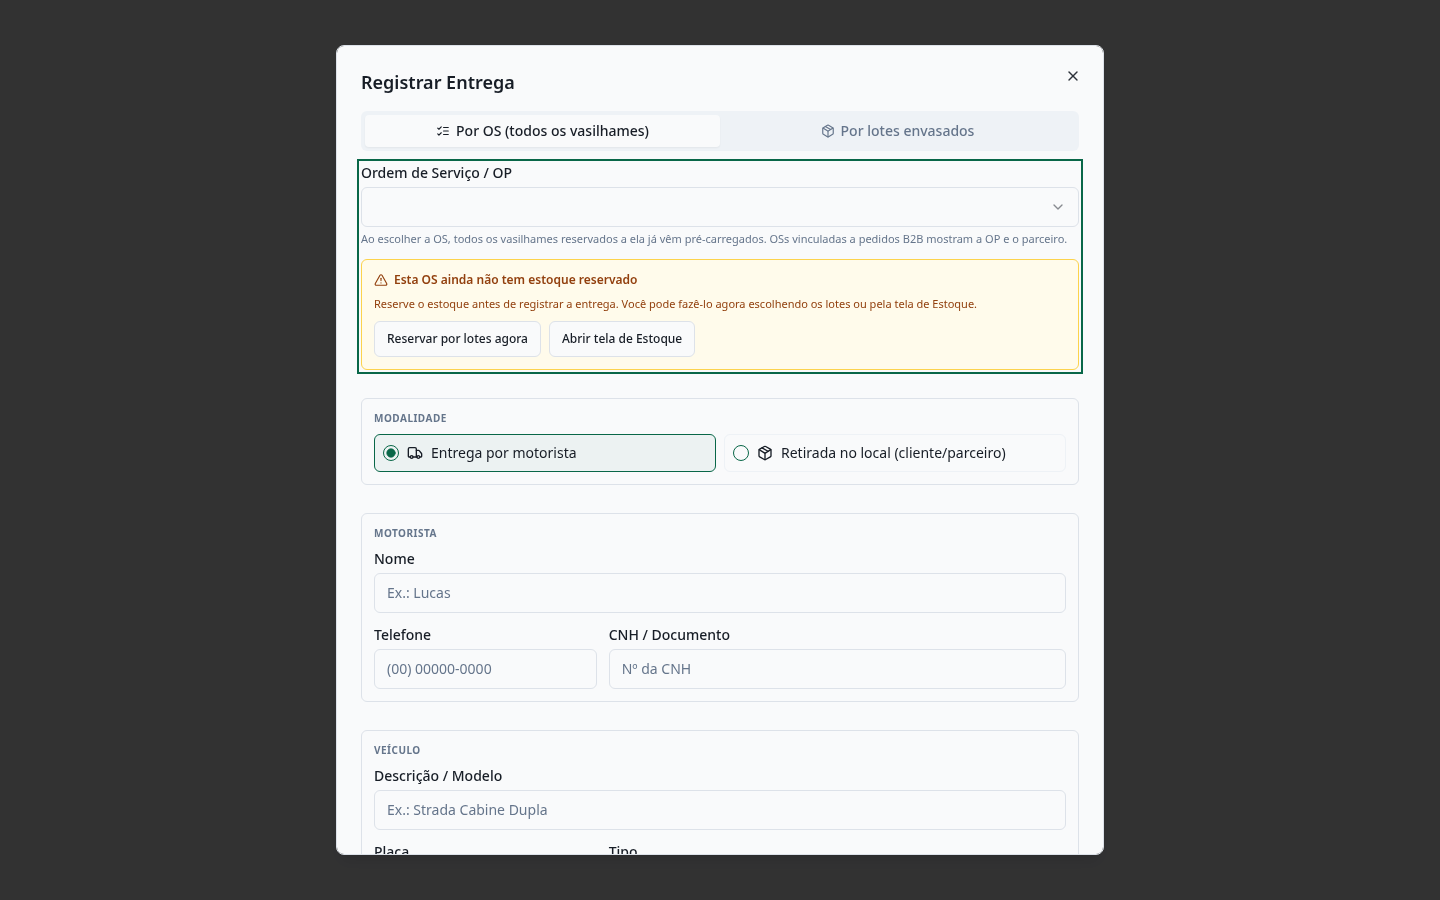 Registrar Entrega
Por OS (todos os vasilhames)
Por lotes envasados
Ordem de Serviço / OP
Ao escolher a OS, todos os vasilhames reservados a ela já vêm pré-carregados. OSs vinculadas a pedidos B2B mostram a OP e o parceiro.
Esta OS ainda não tem estoque reservado
Reserve o estoque antes de registrar a entrega. Você pode fazê-lo agora escolhendo os lotes ou pela tela de Estoque.
Reservar por lotes agora
Abrir tela de Estoque
MODALIDADE
Entrega por motorista
Retirada no local (cliente/parceiro)
MOTORISTA
Nome
Ex.: Lucas
Telefone
CNH / Documento
(00) 00000-0000
Nº da CNH
VEÍCULO
Descrição / Modelo
Ex.: Strada Cabine Dupla
Placa
Tipo